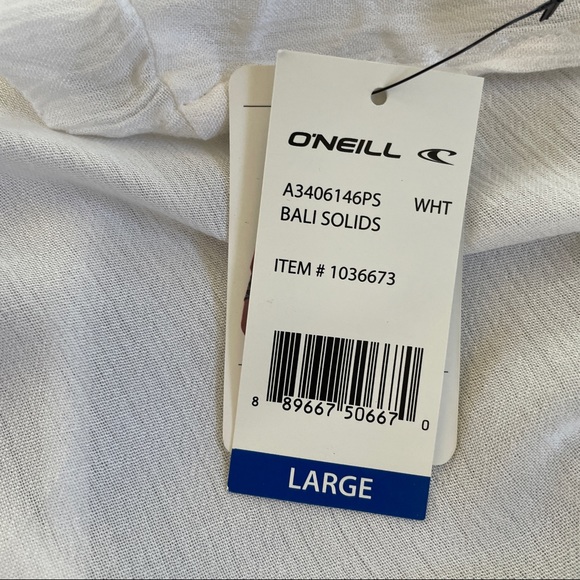 O'NEILL
A3406146PS WHT
BALI SOLIDS
ITEM # 1036673
8 89667 50667 0
LARGE